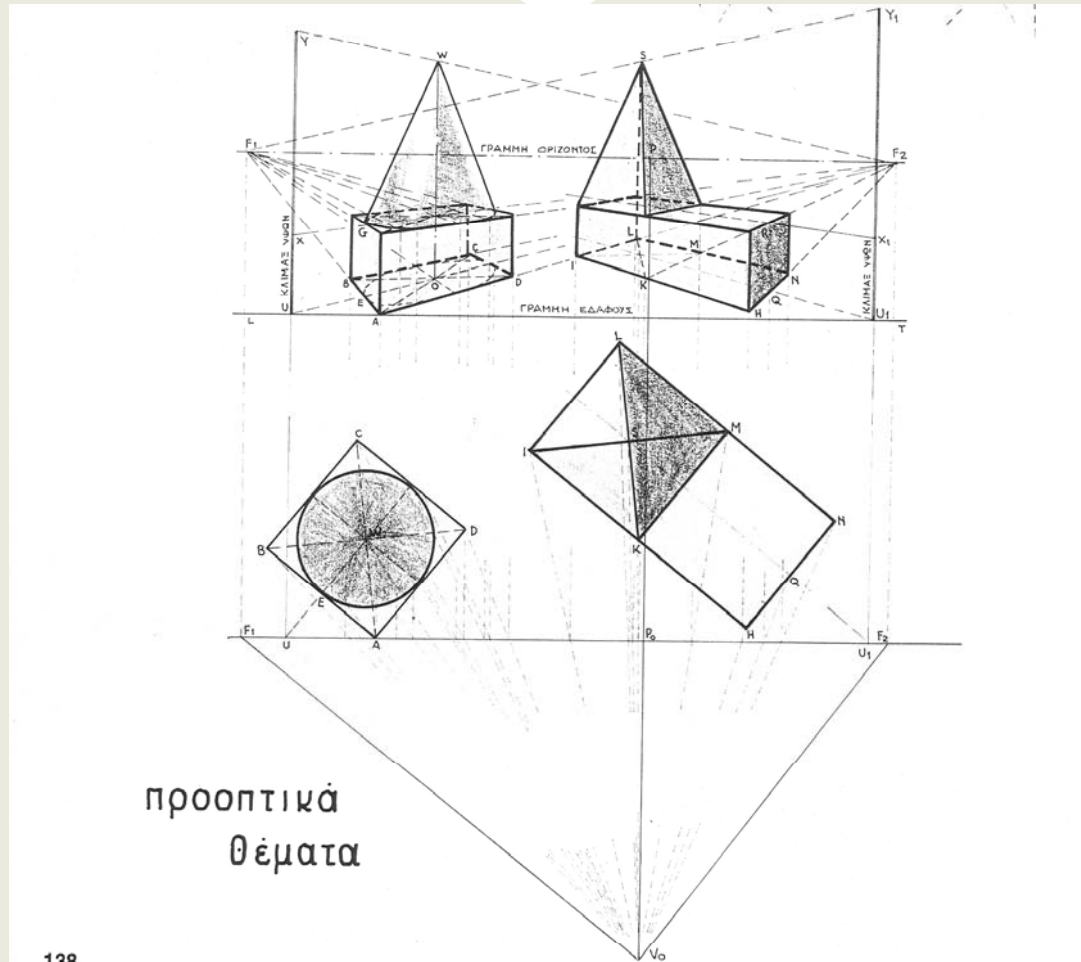 Y
Y1
W
S
F1
ΓΡΑΜΜΗ ΟΡΙΖΟΝΤΟΣ
P
F2
G
R
X
L
M
X1
C
B
O
D
I
K
N
E
Q
ΚΛΙΜΑΞ ΥΨΩΝ
ΚΛΙΜΑΞ ΥΨΩΝ
U
A
ΓΡΑΜΜΗ ΕΔΑΦΟΥΣ
H
U1
L
T
L
C
I
S
M
B
D
N
K
E
Q
F1
U
A
P0
H
U1
F2
V0
προοπτικά
θέματα
138